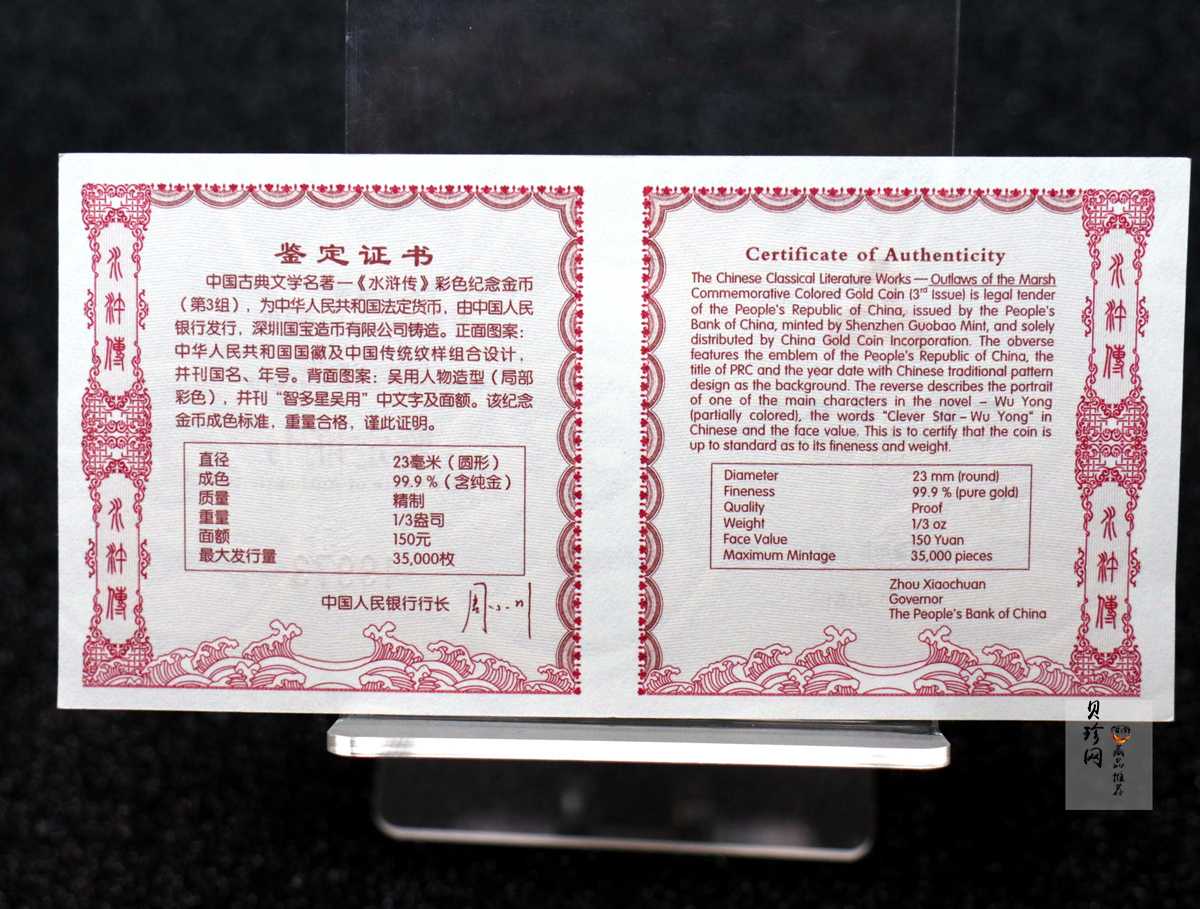 鉴定证书
中国古典文学名著—《水浒传》彩色纪念金币
（第3组），为中华人民共和国法定货币，由中国人民
银行发行，深圳国宝造币有限公司铸造。正面图案：
中华人民共和国国徽及中国传统纹样组合设计，
并刊国名、年号。背面图案：吴用人物造型（局部
彩色），并刊“智多星吴用”中文字及面额。该纪念
金币成色标准，重量合格，谨此证明。
直径 23毫米（圆形）
成色 99.9%（含纯金）
质量 精制
重量 1/3盎司
面额 150元
最大发行量 35,000枚
中国人民银行行长 周小川
水浒傳
水浒傳
Certificate of Authenticity
The Chinese Classical Literature Works — Outlaws of the Marsh
Commemorative Colored Gold Coin (3rd Issue) is legal tender
of the People's Republic of China, issued by the People's
Bank of China, minted by Shenzhen Guobao Mint, and solely
distributed by China Gold Coin Incorporation. The obverse
features the emblem of the People's Republic of China, the
title of PRC and the year date with Chinese traditional pattern
design as the background. The reverse describes the portrait
of one of the main characters in the novel – Wu Yong
(partially colored), the words “Clever Star – Wu Yong” in
Chinese and the face value. This is to certify that the coin is
up to standard as to its fineness and weight.
Diameter 23 mm (round)
Fineness 99.9 % (pure gold)
Quality Proof
Weight 1/3 oz
Face Value 150 Yuan
Maximum Mintage 35,000 pieces
Zhou Xiaochuan
Governor
The People's Bank of China
水浒傳
水浒傳
贝珍网
藏品推荐